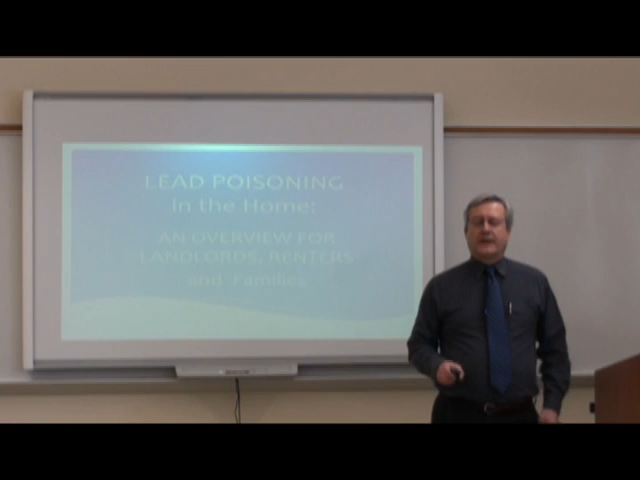 LEAD POISONING
in the Home:
AN OVERVIEW FOR
LANDLORDS, RENTERS
and Families